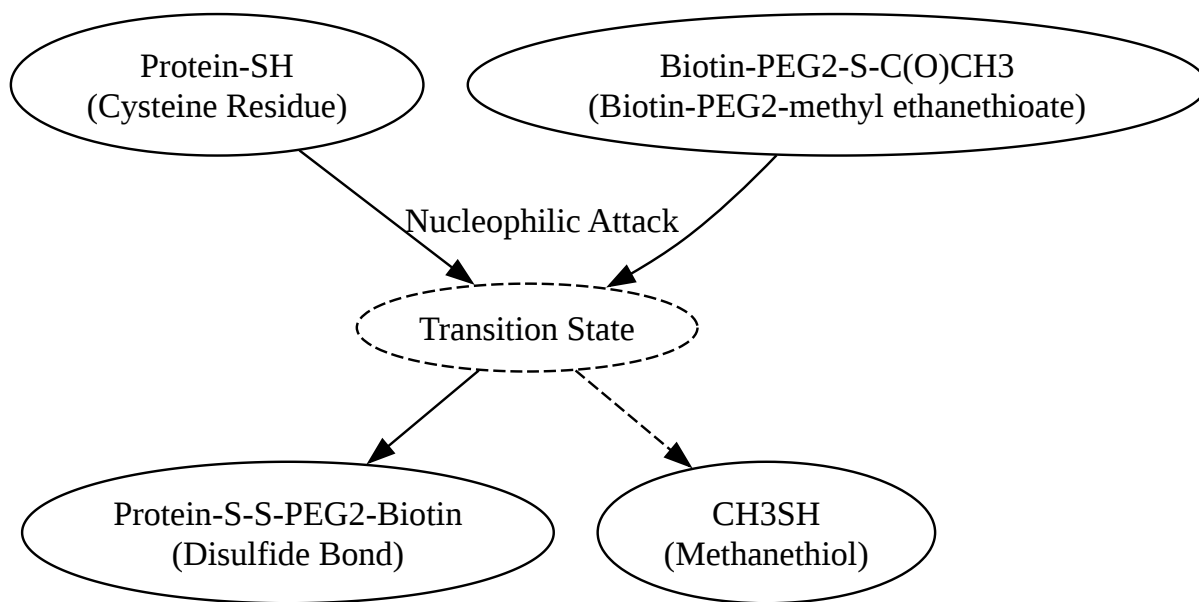 Protein-SH
(Cysteine Residue)
Biotin-PEG2-S-C(O)CH3
(Biotin-PEG2-methyl ethanethioate)
Nucleophilic Attack
Transition State
Protein-S-S-PEG2-Biotin
(Disulfide Bond)
CH3SH
(Methanethiol)